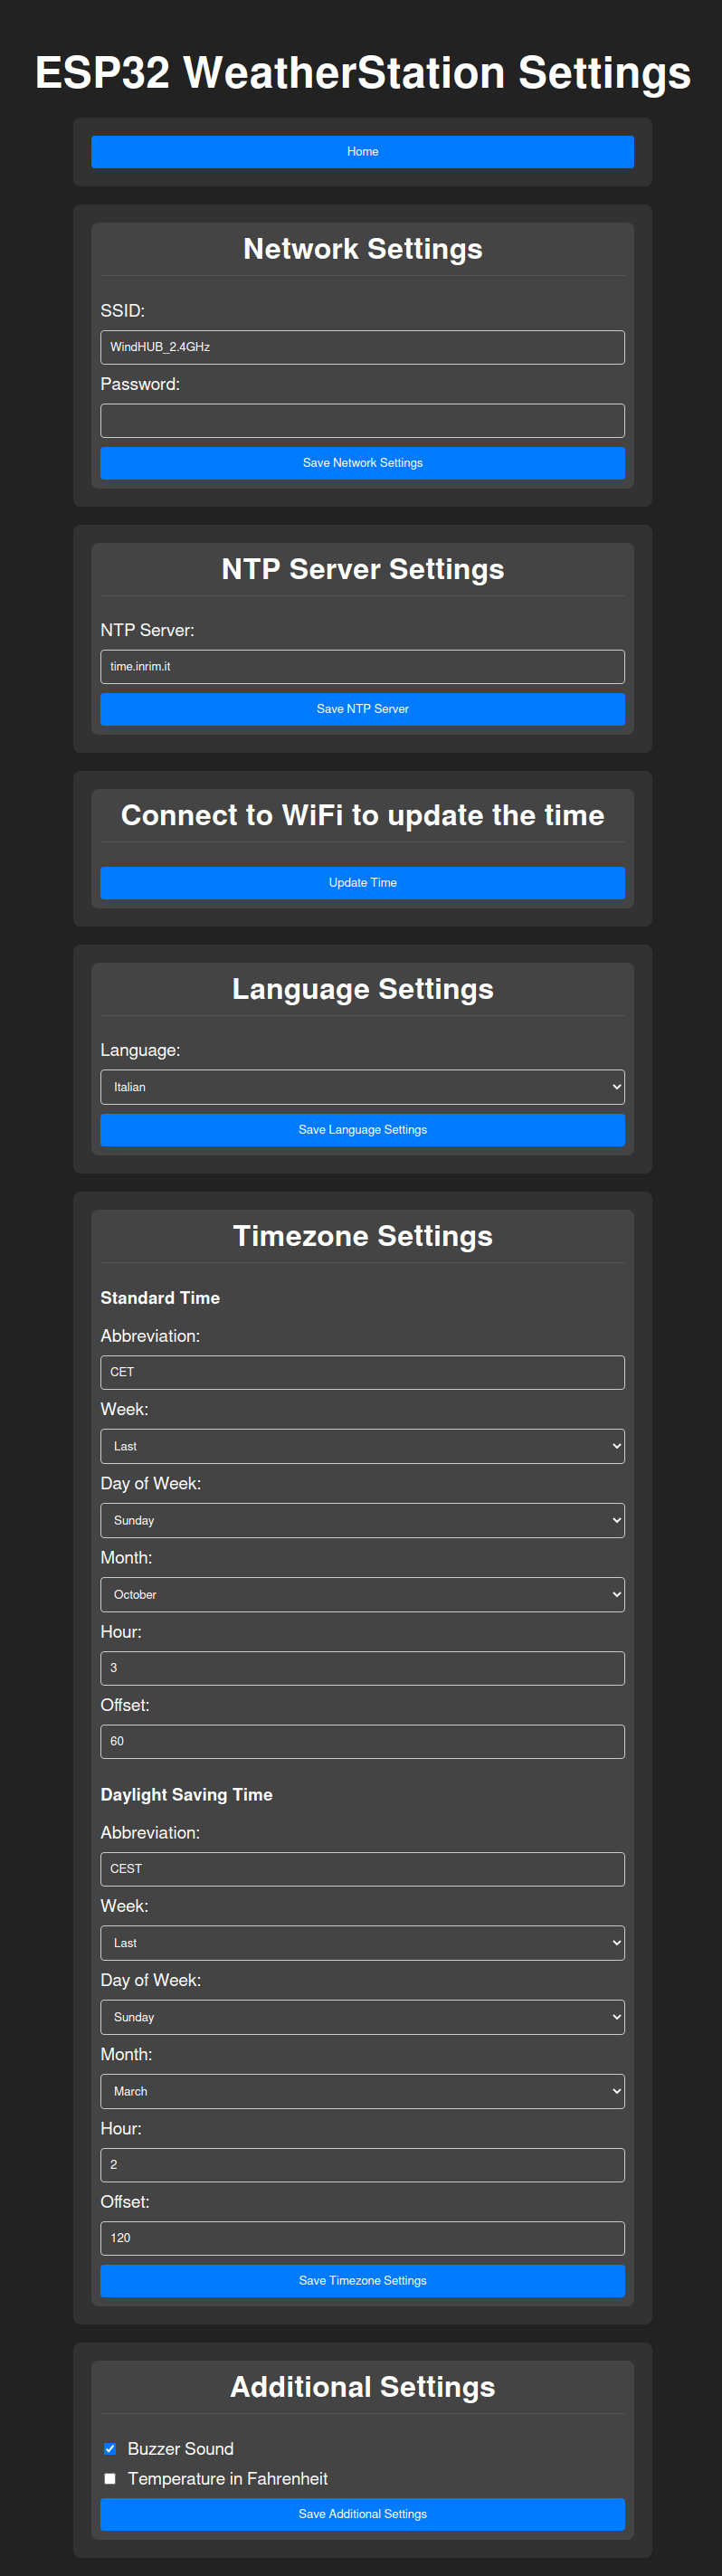 ESP32 WeatherStation Settings
Home
Network Settings
SSID:
WindHUB_2.4GHz
Password:
Save Network Settings
NTP Server Settings
NTP Server:
time.inrim.it
Save NTP Server
Connect to WiFi to update the time
Update Time
Language Settings
Language:
Italian
Save Language Settings
Timezone Settings
Standard Time
Abbreviation:
CET
Week:
Last
Day of Week:
Sunday
Month:
October
Hour:
3
Offset:
60
Daylight Saving Time
Abbreviation:
CEST
Week:
Last
Day of Week:
Sunday
Month:
March
Hour:
2
Offset:
120
Save Timezone Settings
Additional Settings
Buzzer Sound
Temperature in Fahrenheit
Save Additional Settings